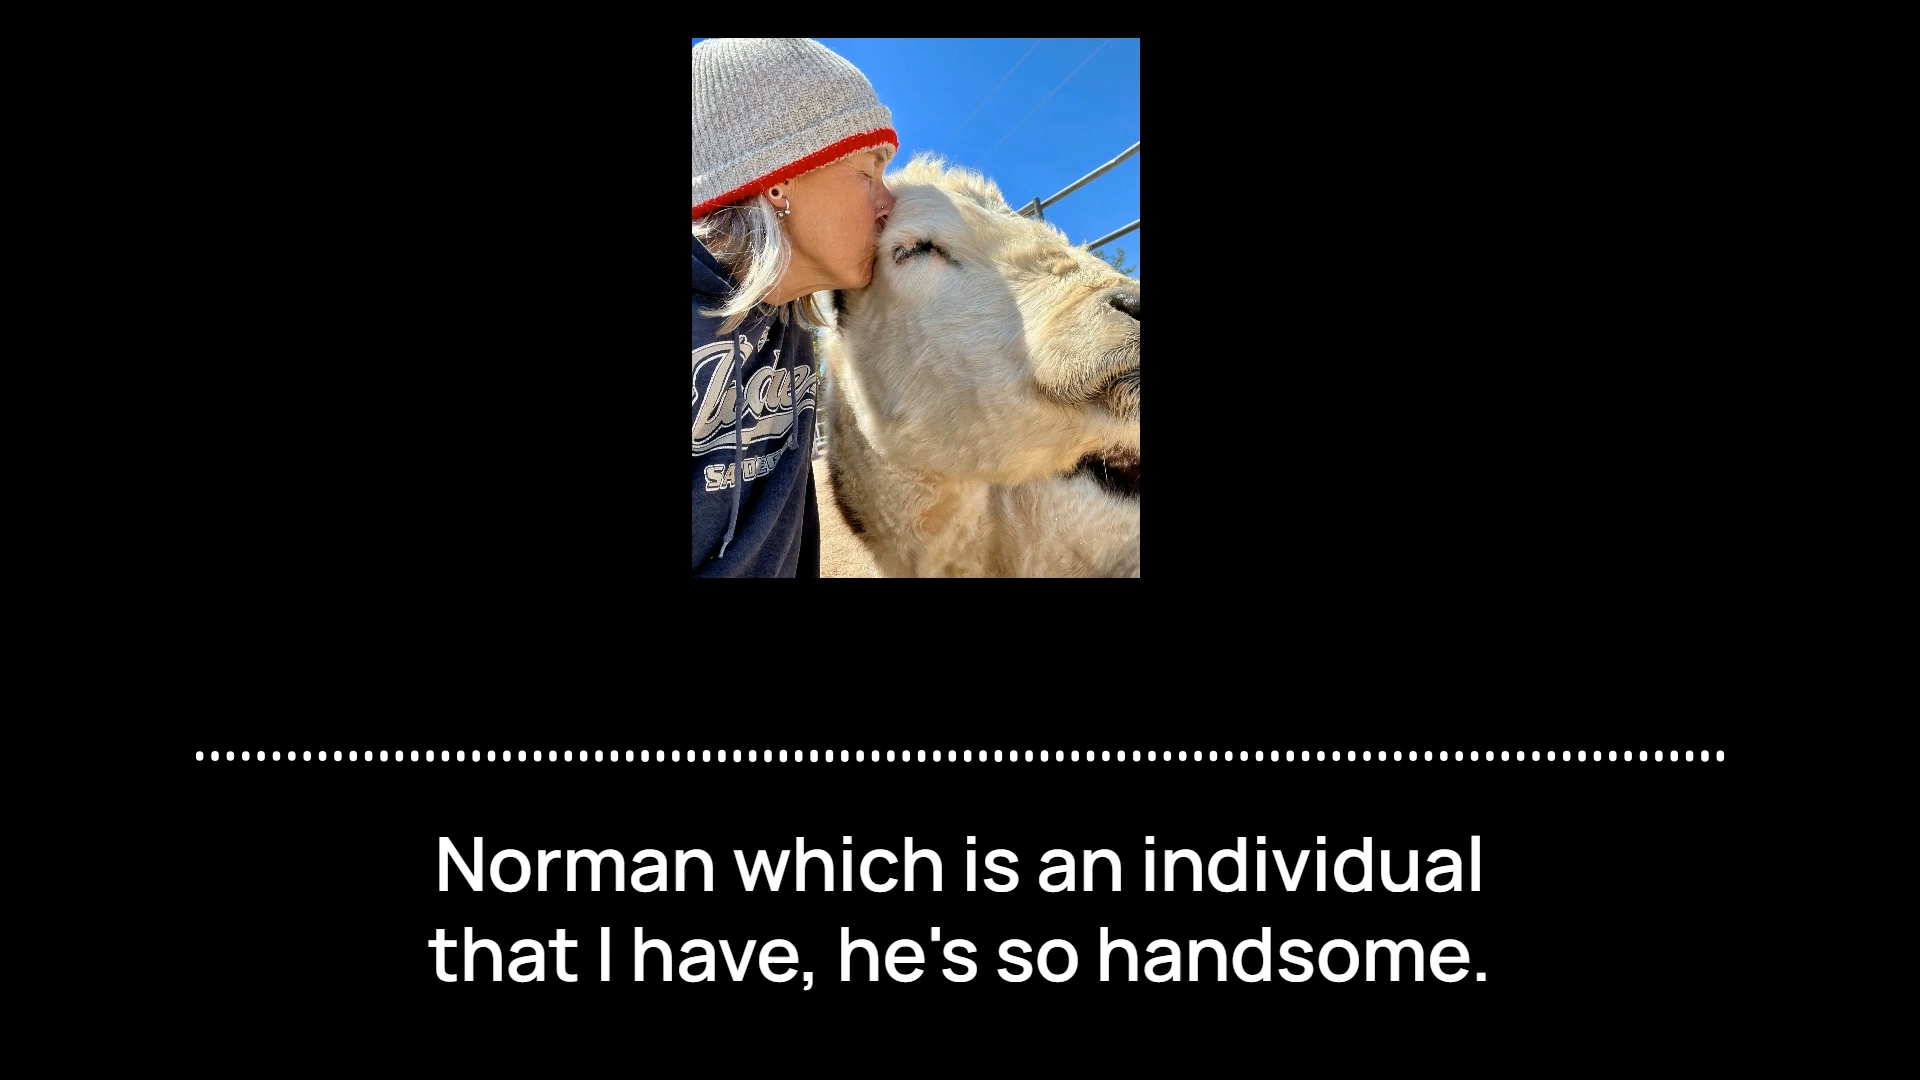 Norman which is an individual
that I have, he's so handsome.